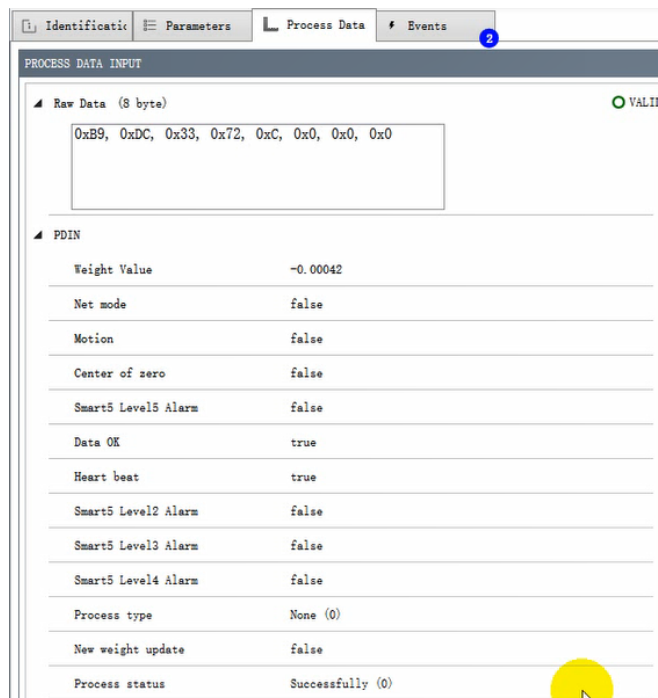 Identificatic Parameters Process Data Events
2
PROCESS DATA INPUT
Raw Data (8 byte) VALI
0xB9, 0xDC, 0x33, 0x72, 0xC, 0x0, 0x0, 0x0
PDIN
Weight Value -0.00042
Net mode false
Motion false
Center of zero false
Smart5 Level5 Alarm false
Data OK true
Heart beat true
Smart5 Level2 Alarm false
Smart5 Level3 Alarm false
Smart5 Level4 Alarm false
Process type None (0)
New weight update false
Process status Successfully (0)